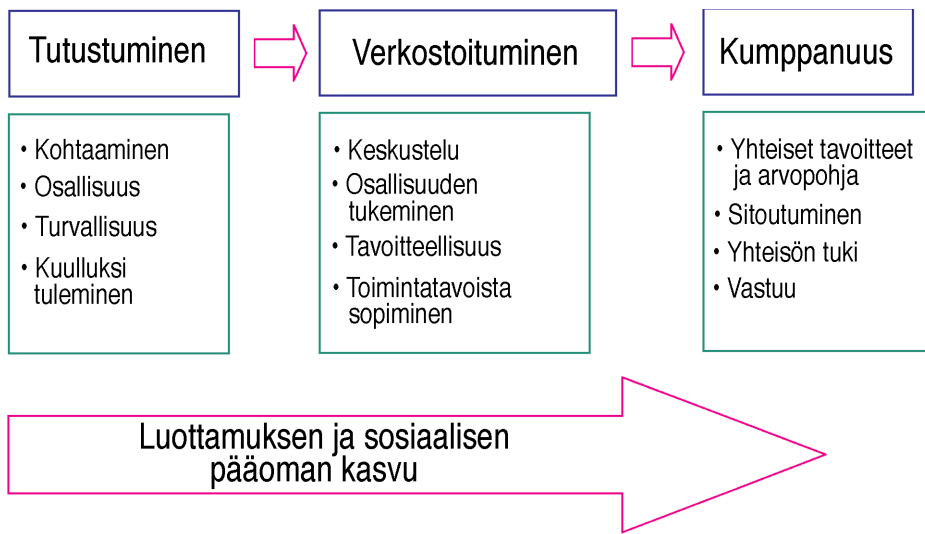 Tutustuminen
Verkostoituminen
Kumppanuus
• Kohtaaminen
• Osallisuus
• Turvallisuus
• Kuulluksi
tuleminen
• Keskustelu
• Osallisuuden
tukeminen
• Tavoitteellisuus
• Toimintatavoista
sopiminen
• Yhteiset tavoitteet
ja arvopohja
• Sitoutuminen
• Yhteisön tuki
• Vastuu
Luottamuksen ja sosiaalisen
pääoman kasvu